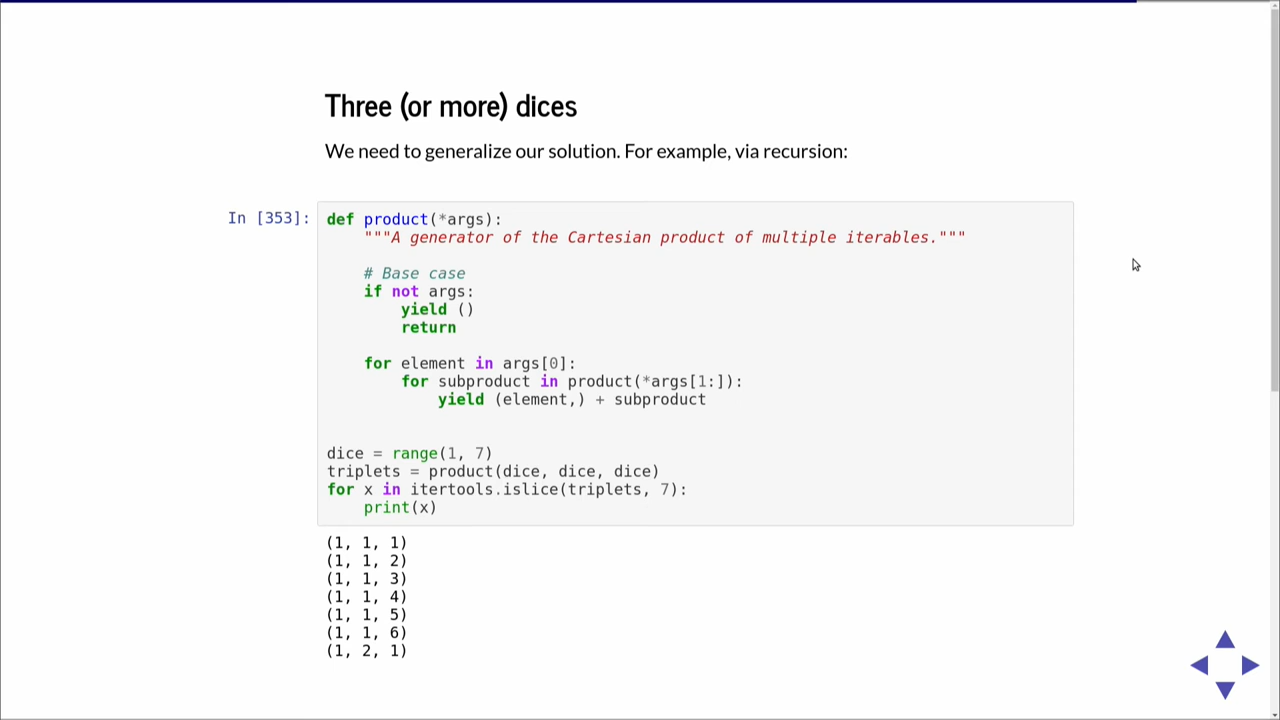 Three (or more) dices
We need to generalize our solution. For example, via recursion:
In [353]:
def product(*args):
    """A generator of the Cartesian product of multiple iterables."""
    # Base case
    if not args:
        yield ()
        return
    for element in args[0]:
        for subproduct in product(*args[1:]):
            yield (element,) + subproduct
dice = range(1, 7)
triplets = product(dice, dice, dice)
for x in itertools.islice(triplets, 7):
    print(x)
(1, 1, 1)
(1, 1, 2)
(1, 1, 3)
(1, 1, 4)
(1, 1, 5)
(1, 1, 6)
(1, 2, 1)